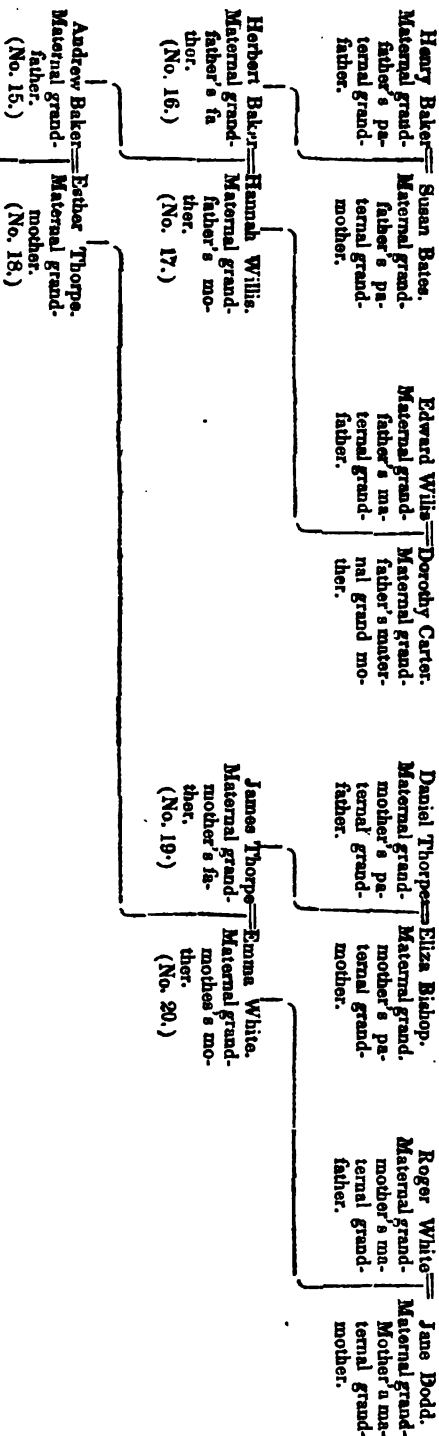 Henry Baker
Maternal grand-
father's pa-
ternal grand-
father.
Susan Bates.
Maternal grand-
father's pa-
ternal grand-
mother.
Edward Willis
Maternal grand-
father's ma-
ternal grand-
father.
Dorothy Carter.
Maternal grand-
father's mater-
nal grand mo-
ther.
Daniel Thorpe
Maternal grand-
mother's pa-
ternal grand-
father.
Eliza Bishop.
Maternal grand.
mother's pa-
ternal grand-
mother.
Roger White
Maternal grand-
mother's ma-
ternal grand-
father.
Jane Dodd.
Maternal grand-
Mother's ma-
ternal grand-
mother.
Herbert Baker
Maternal grand-
father's fa
ther.
(No. 16.)
Hannah Willis.
Maternal grand-
father's mo-
ther.
(No. 17.)
James Thorpe
Maternal grand-
mother's fa-
ther.
(No. 19.)
Emma White.
Maternal grand-
mothes's mo-
ther.
(No. 20.)
Andrew Baker
Maternal grand-
father.
(No. 15.)
Esther Thorpe.
Maternal grand-
mother.
(No. 18.)